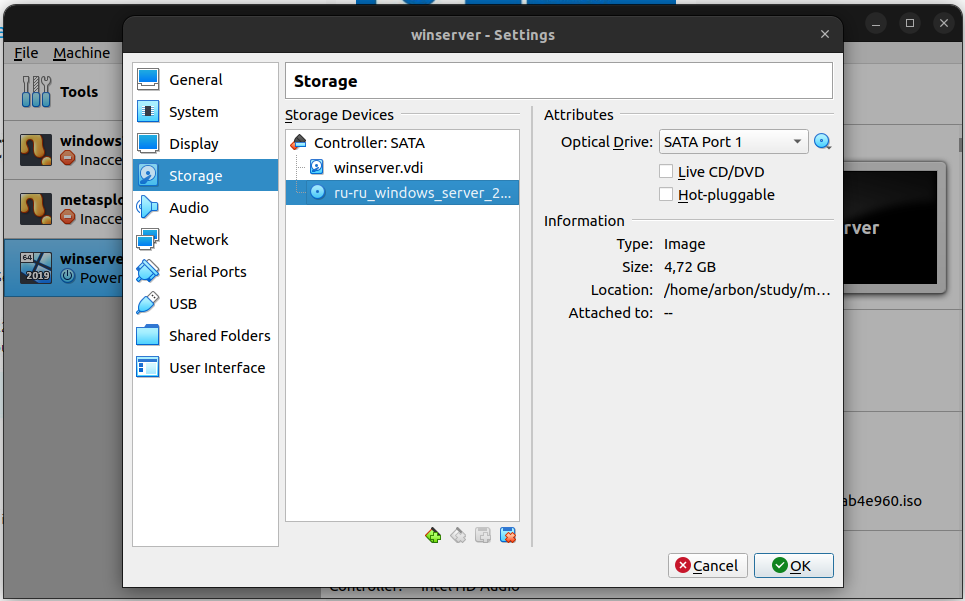 winserver - Settings
File Machine
Tools
windows
Inacce
metasplo
Inacce
64
2019
winserve
Power
General
System
Display
Storage
Audio
Network
Serial Ports
USB
Shared Folders
User Interface
Storage
Storage Devices
Controller: SATA
winserver.vdi
ru-ru_windows_server_2...
Attributes
Optical Drive: SATA Port 1
Live CD/DVD
Hot-pluggable
Information
Type: Image
Size: 4,72 GB
Location: /home/arbon/study/m...
Attached to: --
Cancel
OK
rver
ab4e960.iso
Controller: Intel HD Audio